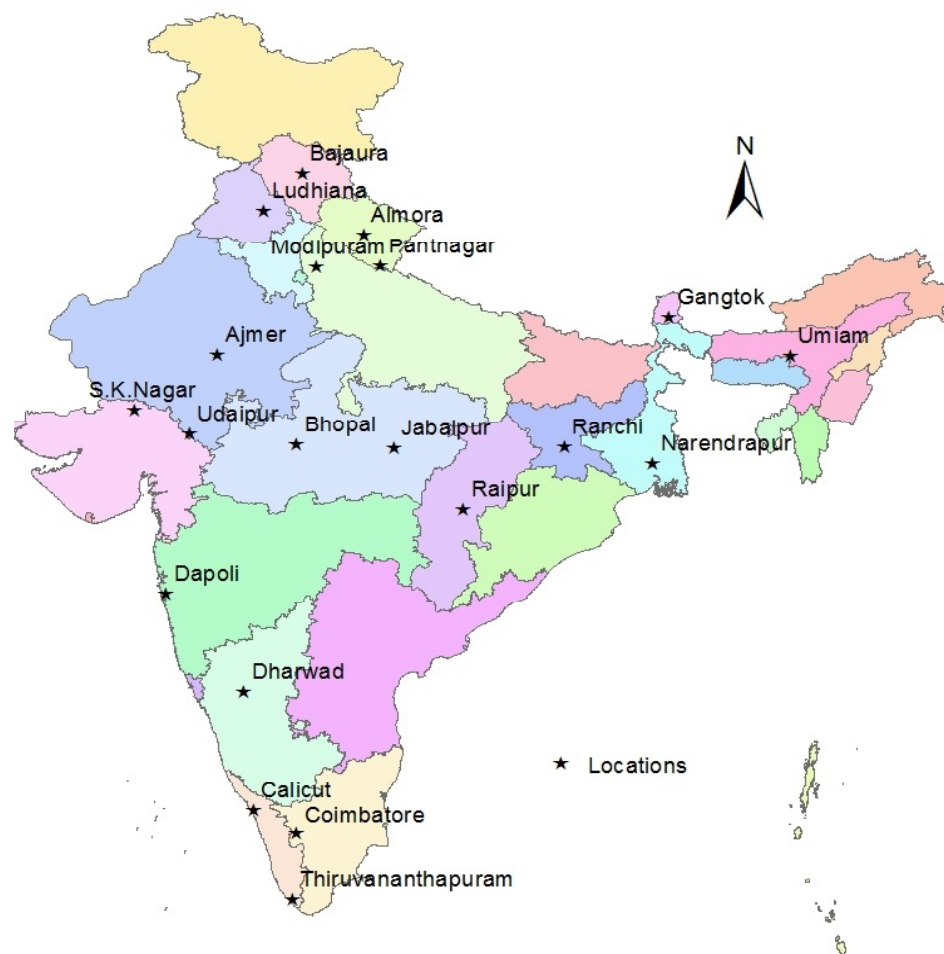 N
Bajaura
Ludhiana
Almora
Modipuram
Pantnagar
Gangtok
Umiam
Ajmer
S.K.Nagar
Udaipur
Bhopal
Jabalpur
Ranchi
Narendrapur
Raipur
Dapoli
Dharwad
Locations
Calicut
Coimbatore
Thiruvananthapuram